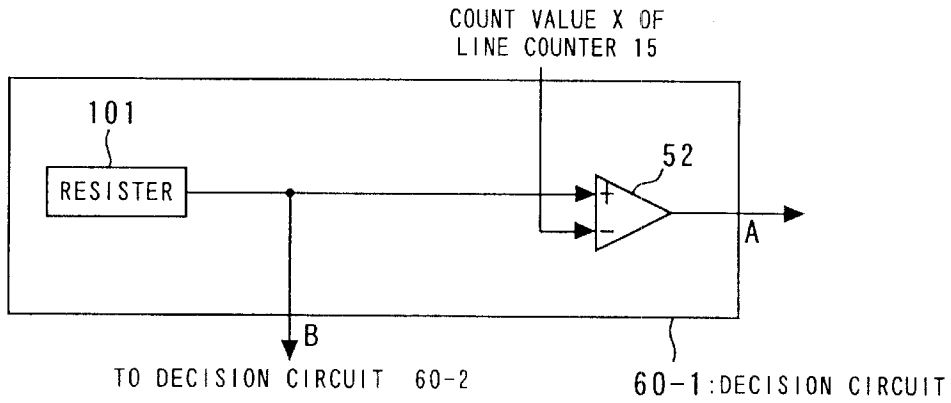 COUNT VALUE X OF
LINE COUNTER 15
101
RESISTER
52
+
−
A
B
TO DECISION CIRCUIT 60-2
60-1:DECISION CIRCUIT